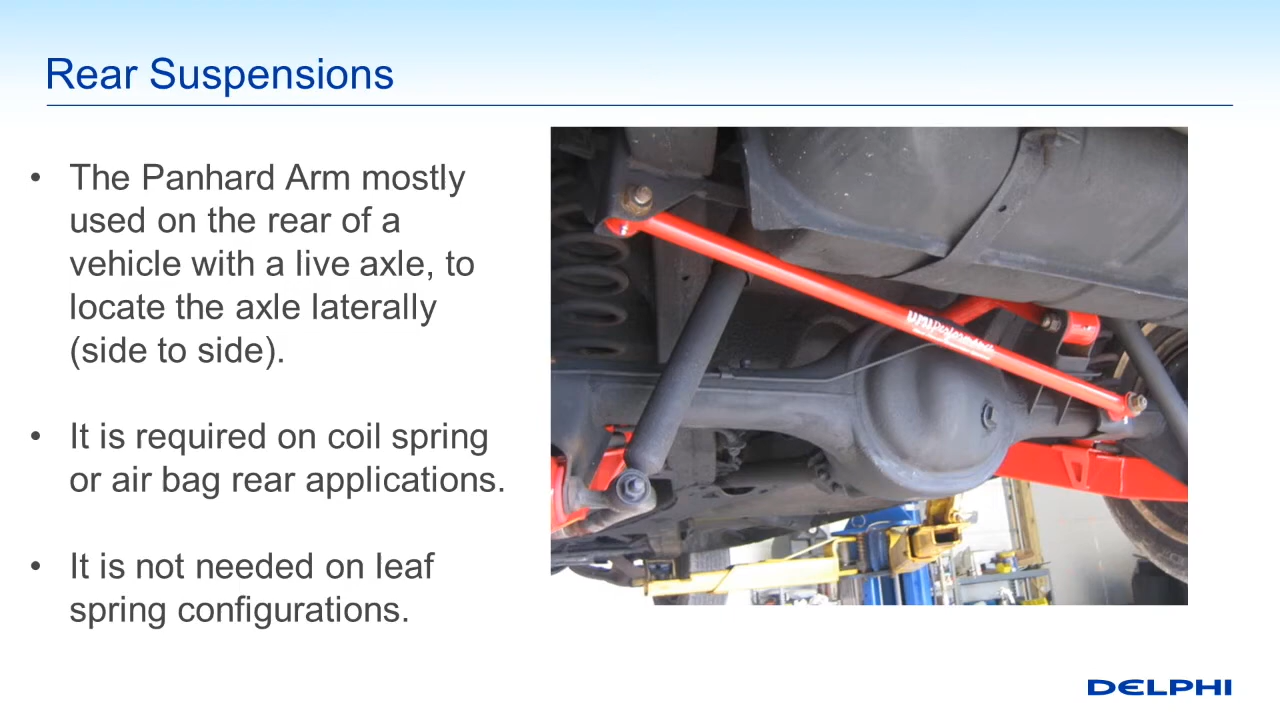 Rear Suspensions
• The Panhard Arm mostly
used on the rear of a
vehicle with a live axle, to
locate the axle laterally
(side to side).
• It is required on coil spring
or air bag rear applications.
• It is not needed on leaf
spring configurations.
umi performance
DELPHI